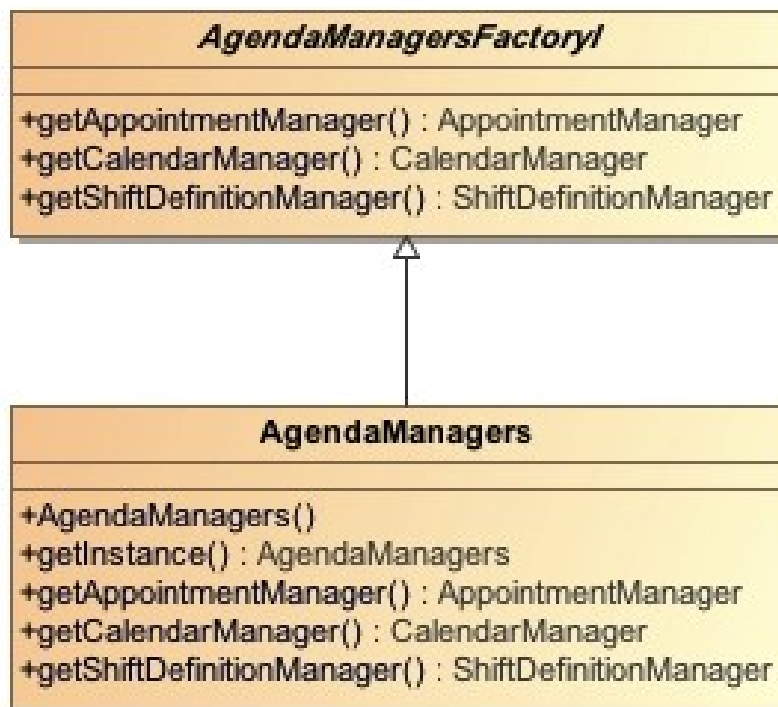 AgendaManagersFactoryI
+getAppointmentManager() : AppointmentManager
+getCalendarManager() : CalendarManager
+getShiftDefinitionManager() : ShiftDefinitionManager
AgendaManagers
+AgendaManagers()
+getInstance() : AgendaManagers
+getAppointmentManager() : AppointmentManager
+getCalendarManager() : CalendarManager
+getShiftDefinitionManager() : ShiftDefinitionManager